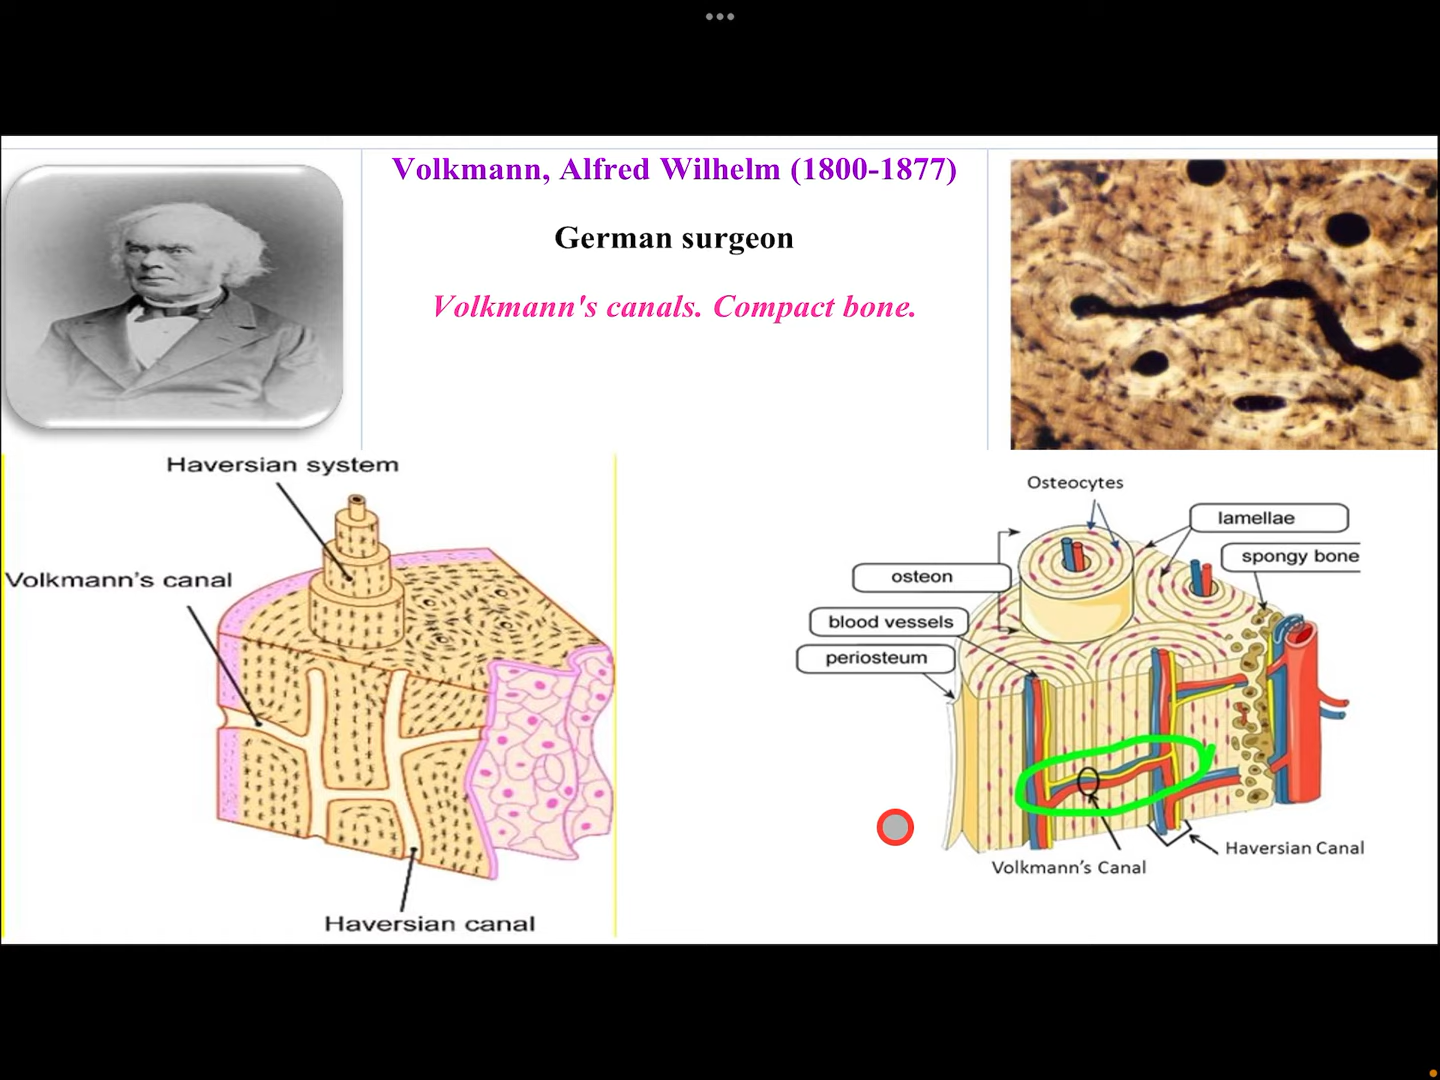 Volkmann, Alfred Wilhelm (1800-1877)
German surgeon
Volkmann's canals. Compact bone.
Haversian system
Volkmann's canal
Haversian canal
Osteocytes
lamellae
spongy bone
osteon
blood vessels
periosteum
Haversian Canal
Volkmann's Canal